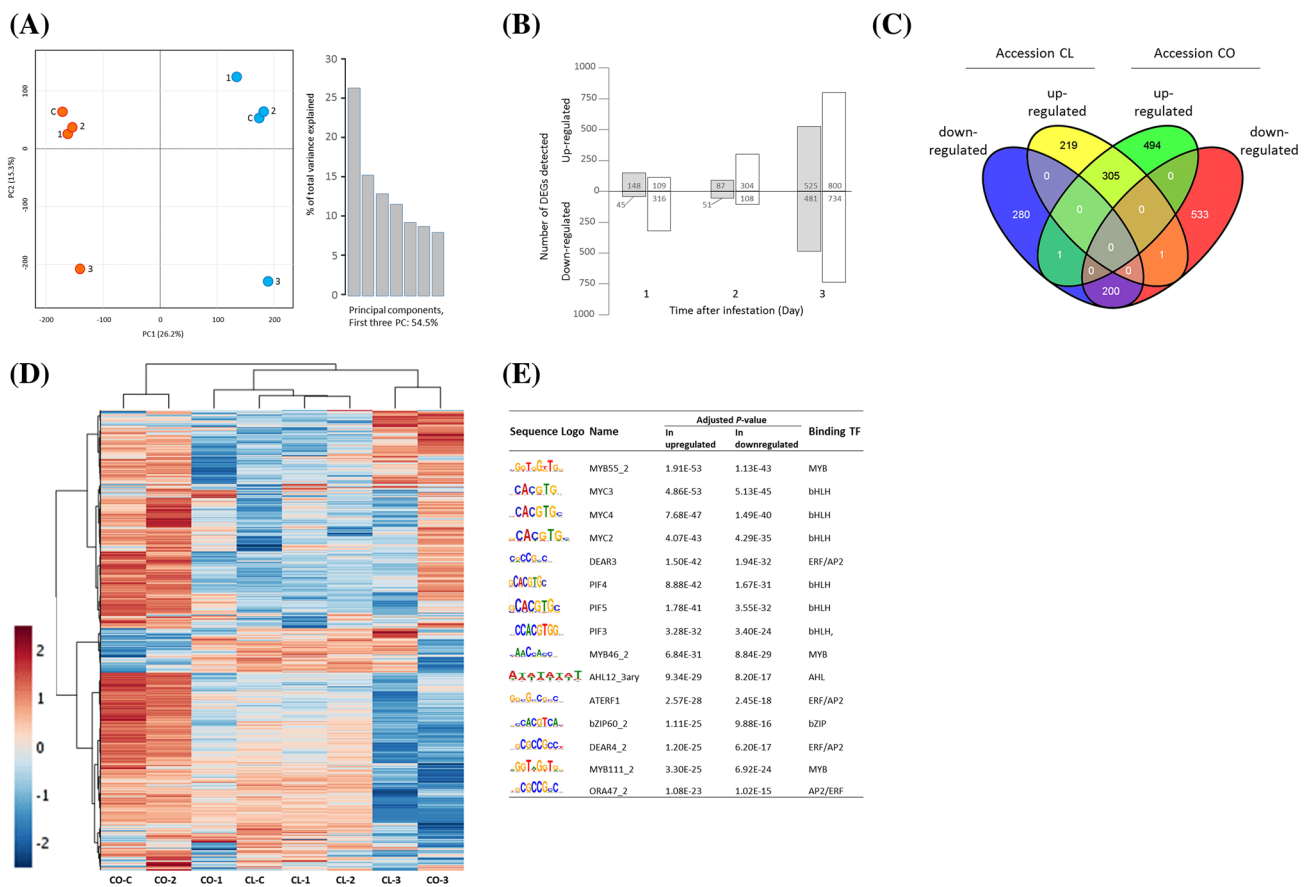 (A)
1
2
C
C
2
1
3
3
100
0
-100
-200
PC2 (15.3%)
-200
-100
0
100
200
PC1 (26.2%)
30
25
20
15
10
5
0
% of total variance explained
Principal components,
First three PC: 54.5%
(B)
1000
750
500
250
0
250
500
750
1000
Number of DEGs detected
Up-regulated
Down-regulated
148 109
45 316
87 304
51 108
525 800
481 734
1 2 3
Time after infestation (Day)
(C)
Accession CL
Accession CO
down-
regulated
up-
regulated
up-
regulated
down-
regulated
219
494
0
305
0
280
0
0
533
0
1
1
0
0
200
(D)
2
1
0
-1
-2
CO-C CO-2 CO-1 CL-C CL-1 CL-2 CL-3 CO-3
(E)
Adjusted P-value
Sequence Logo Name In upregulated In downregulated Binding TF
MYB55_2 1.91E-53 1.13E-43 MYB
CACGTG MYC3 4.86E-53 5.13E-45 bHLH
CACGTG MYC4 7.68E-47 1.49E-40 bHLH
CACGTG MYC2 4.07E-43 4.29E-35 bHLH
DEAR3 1.50E-42 1.94E-32 ERF/AP2
GCACGTGC PIF4 8.88E-42 1.67E-31 bHLH
GCACGTGC PIF5 1.78E-41 3.55E-32 bHLH
CCACGTGG PIF3 3.28E-32 3.40E-24 bHLH,
MYB46_2 6.84E-31 8.84E-29 MYB
AHL12_3ary 9.34E-29 8.20E-17 AHL
ATERF1 2.57E-28 2.45E-18 ERF/AP2
CACGTCA bZIP60_2 1.11E-25 9.88E-16 bZIP
DEAR4_2 1.20E-25 6.20E-17 ERF/AP2
MYB111_2 3.30E-25 6.92E-24 MYB
ORA47_2 1.08E-23 1.02E-15 AP2/ERF